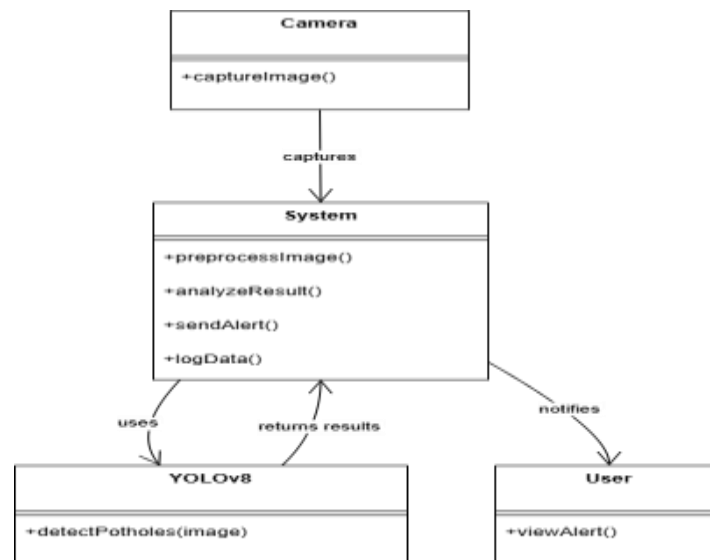 Camera
+captureImage()
captures
System
+preprocessImage()
+analyzeResult()
+sendAlert()
+logData()
uses
returns results
notifies
YOLOv8
+detectPotholes(image)
User
+viewAlert()